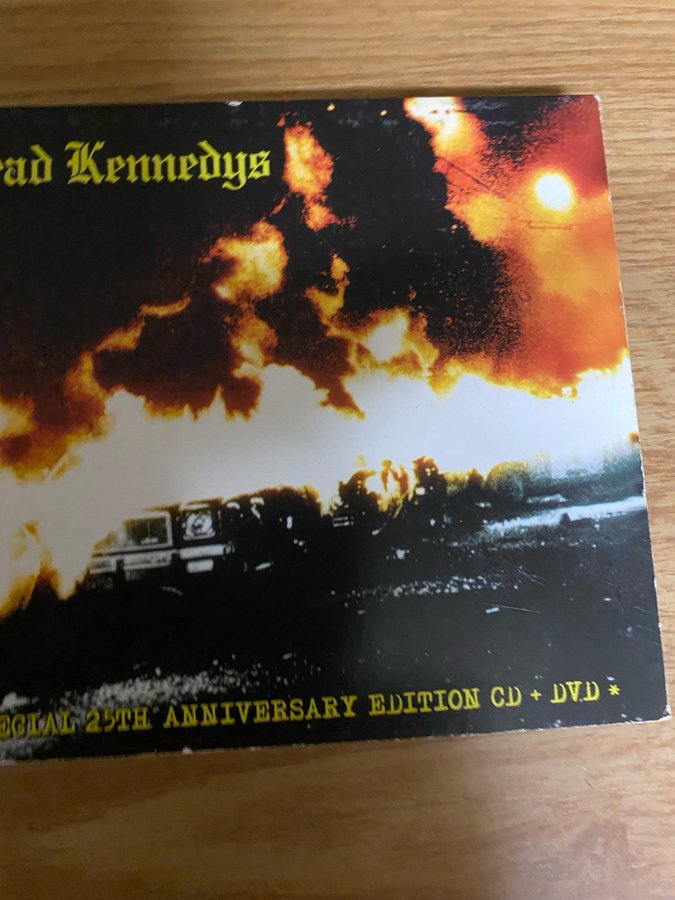 ead Kennedys
ECIAL 25TH ANNIVERSARY EDITION CD + DVD *